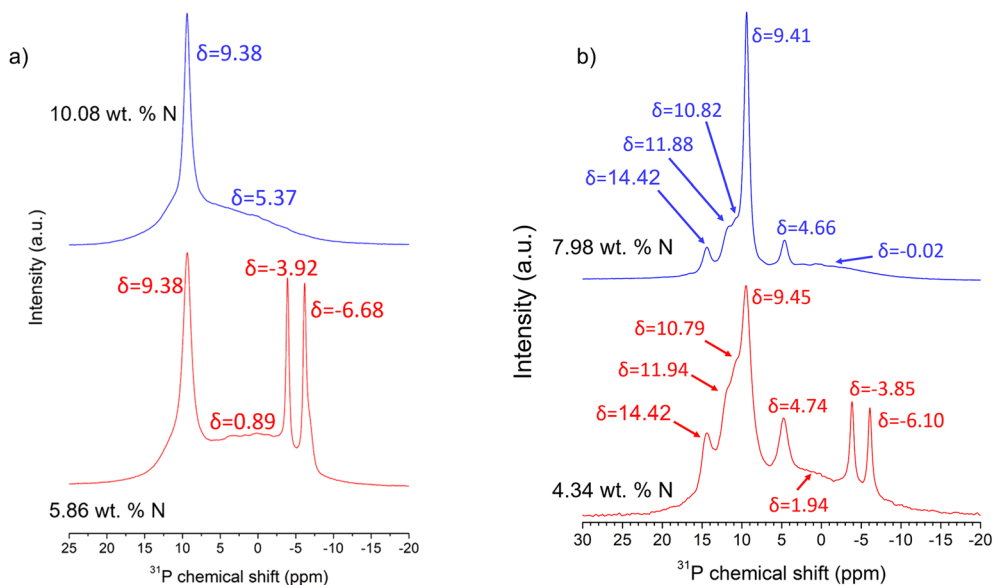 a)
δ=9.38
10.08 wt. % N
δ=5.37
δ=9.38
δ=-3.92
δ=-6.68
δ=0.89
5.86 wt. % N
Intensity (a.u.)
25 20 15 10 5 0 -5 -10 -15 -20
31P chemical shift (ppm)
b)
δ=9.41
δ=10.82
δ=11.88
δ=14.42
δ=4.66
7.98 wt. % N
δ=-0.02
δ=9.45
δ=10.79
δ=11.94
δ=-3.85
δ=14.42
δ=4.74
δ=-6.10
4.34 wt. % N
δ=1.94
Intensity (a.u.)
30 25 20 15 10 5 0 -5 -10 -15 -20
31P chemical shift (ppm)